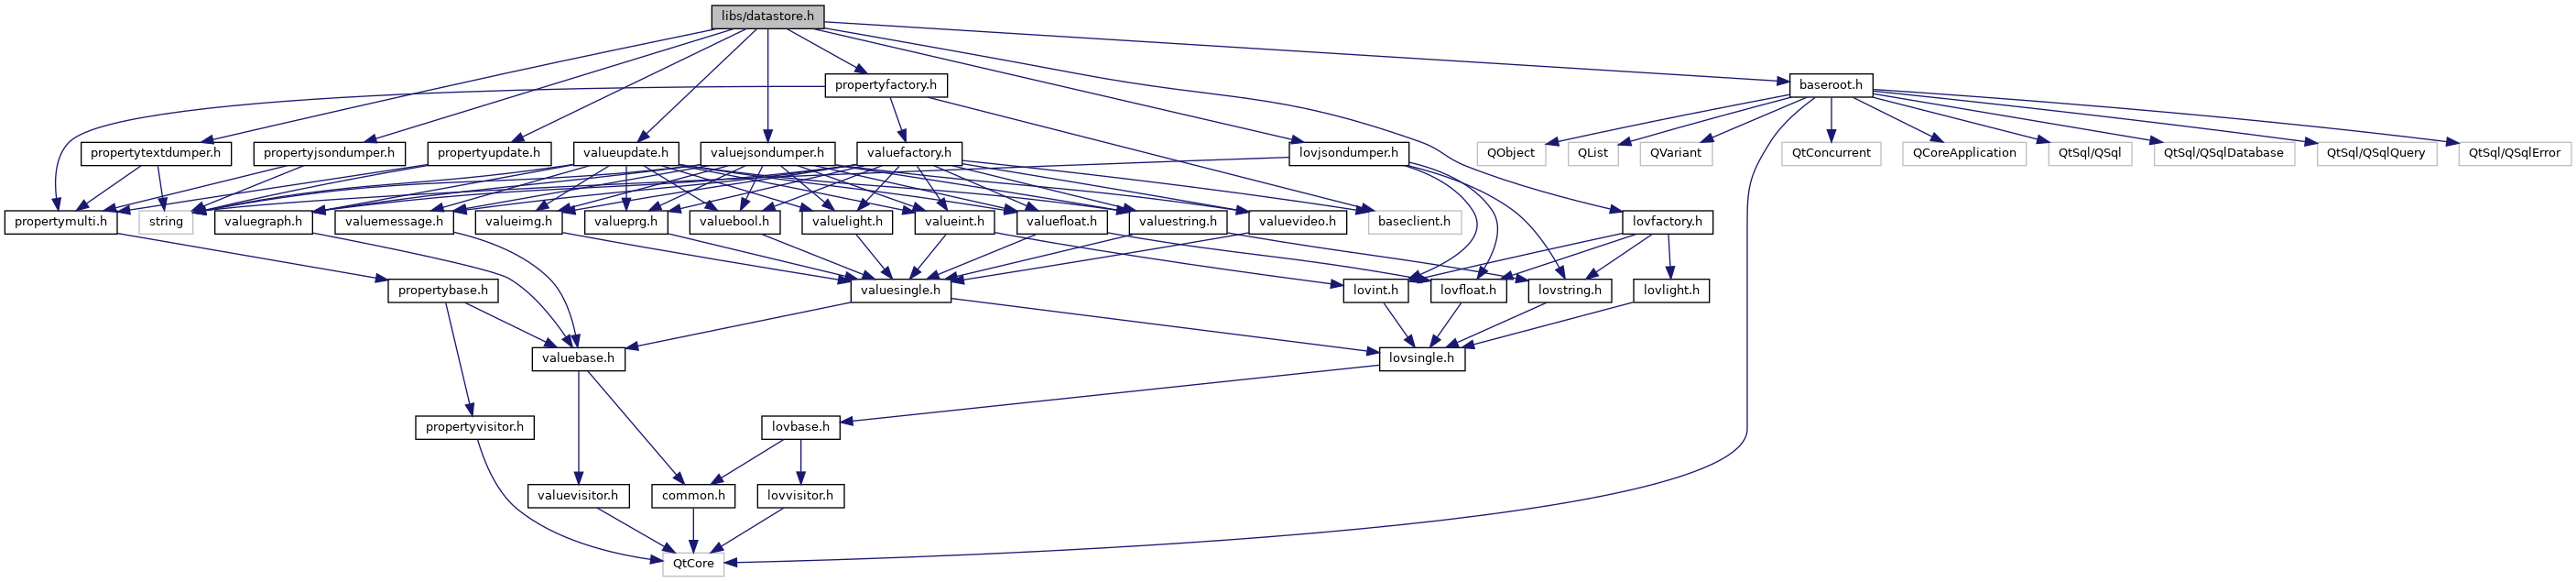 libs/datastore.h
propertyfactory.h
baseroot.h
propertytextdumper.h
propertyjsondumper.h
propertyupdate.h
valueupdate.h
valuejsondumper.h
valuefactory.h
lovjsondumper.h
QObject
QList
QVariant
QtConcurrent
QCoreApplication
QtSql/QSql
QtSql/QSqlDatabase
QtSql/QSqlQuery
QtSql/QSqlError
propertymulti.h
string
valuegraph.h
valuemessage.h
valueimg.h
valueprg.h
valuebool.h
valuelight.h
valueint.h
valuefloat.h
valuestring.h
valuevideo.h
baseclient.h
lovfactory.h
propertybase.h
valuesingle.h
lovint.h
lovfloat.h
lovstring.h
lovlight.h
valuebase.h
lovsingle.h
propertyvisitor.h
lovbase.h
valuevisitor.h
common.h
lovvisitor.h
QtCore